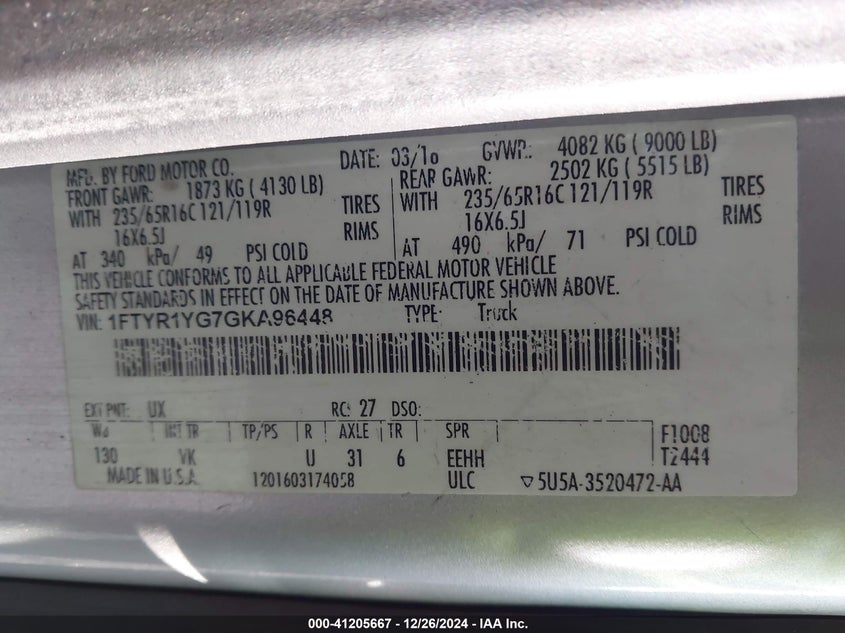 MFD. BY FORD MOTOR CO.
DATE: 03/16 GVWR: 4082 KG ( 9000 LB)
FRONT GAWR: 1873 KG ( 4130 LB)
REAR GAWR: 2502 KG ( 5515 LB)
WITH 235/65R16C 121/119R TIRES
WITH 235/65R16C 121/119R TIRES
16X6.5J RIMS
16X6.5J RIMS
AT 340 kPa/ 49 PSI COLD
AT 490 kPa/ 71 PSI COLD
THIS VEHICLE CONFORMS TO ALL APPLICABLE FEDERAL MOTOR VEHICLE
SAFETY STANDARDS IN EFFECT ON THE DATE OF MANUFACTURE SHOWN ABOVE.
VIN: 1FTYR1YG7GKA96448 TYPE: Truck
EXT PNT: UX RC: 27 DSO:
WB INT TR TP/PS R AXLE TR SPR F1008
130 VK U 31 6 EEHH T2444
MADE IN U.S.A. 1201603174058 ULC ▽5U5A-3520472-AA
000-41205667 • 12/26/2024 • IAA Inc.